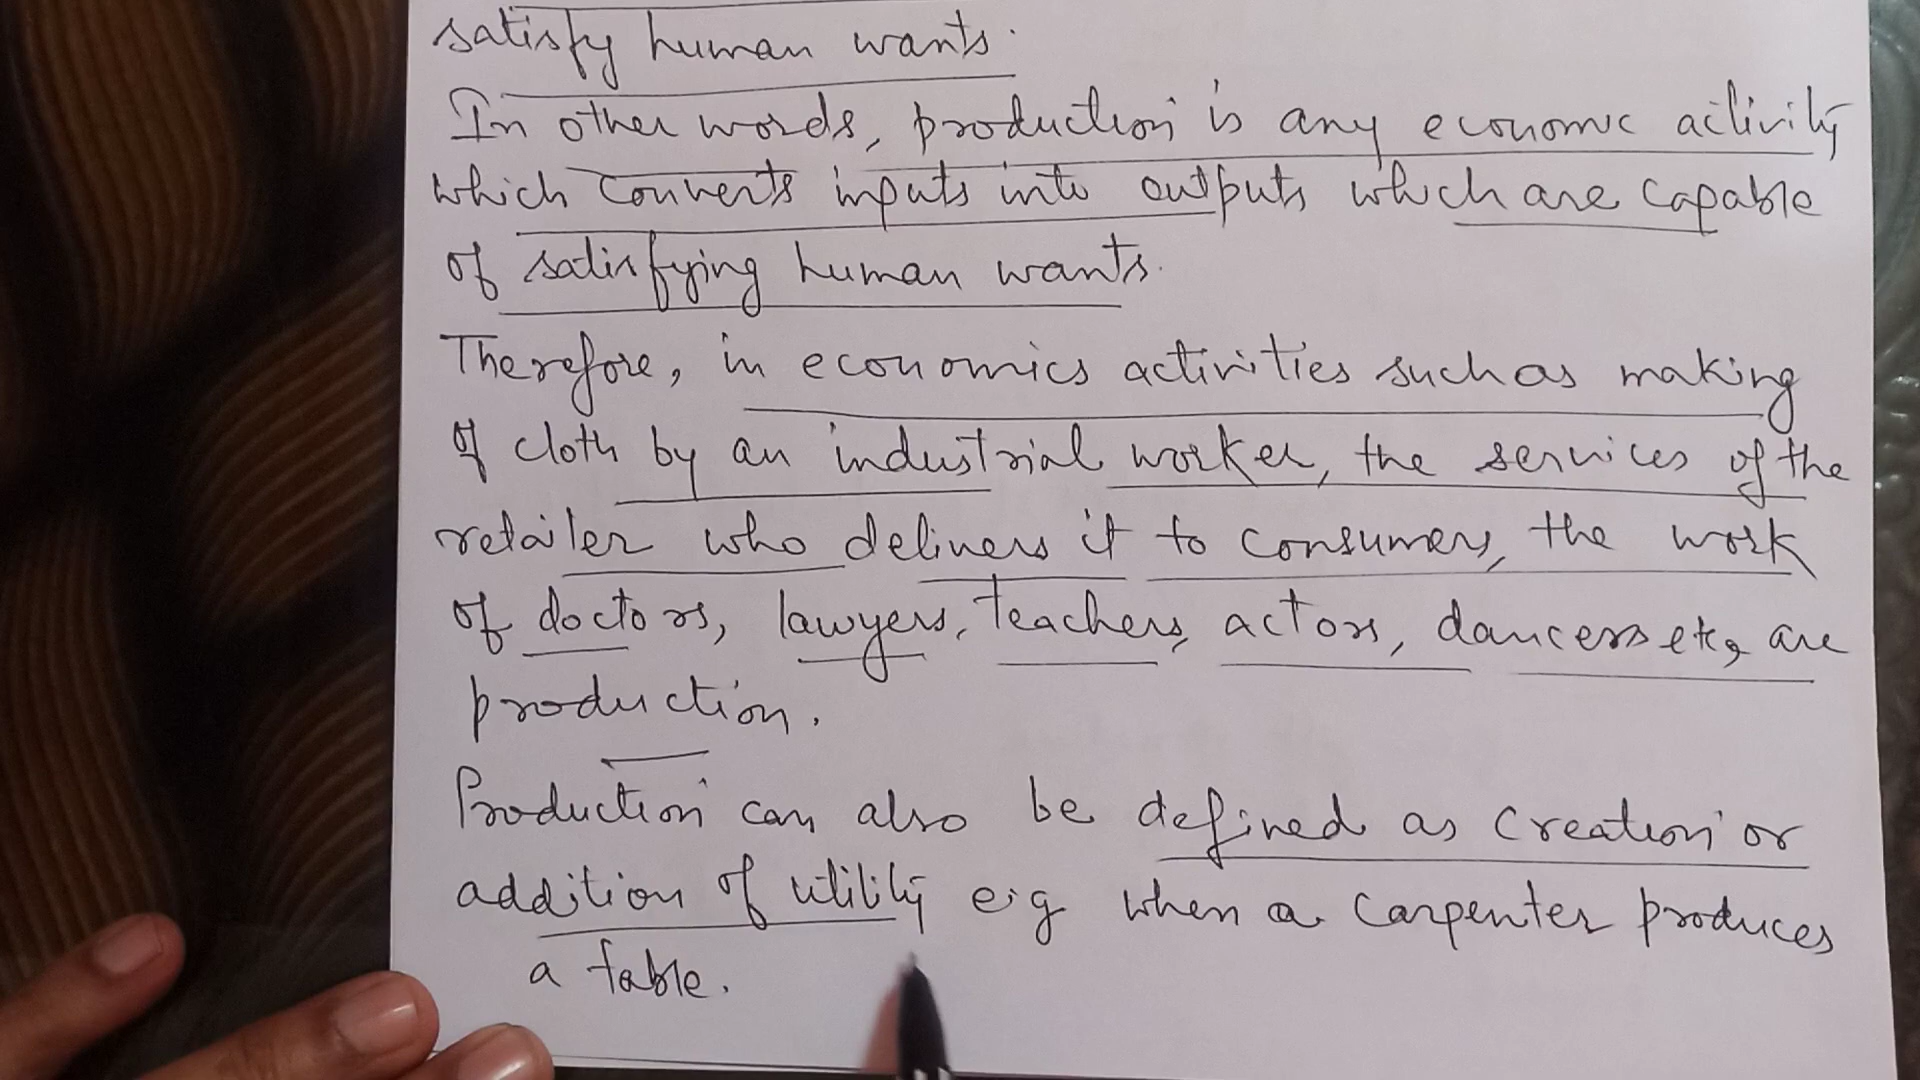 satisfy human wants.
In other words, production is any economic activity
which converts inputs into outputs which are capable
of satisfying human wants.
Therefore, in economics activities such as making
of cloth by an industrial worker, the services of the
retailer who delivers it to consumers, the work
of doctors, lawyers, teachers, actors, dancers etc, are
production.
Production can also be defined as creation or
addition of utility e.g when a carpenter produces
a table.